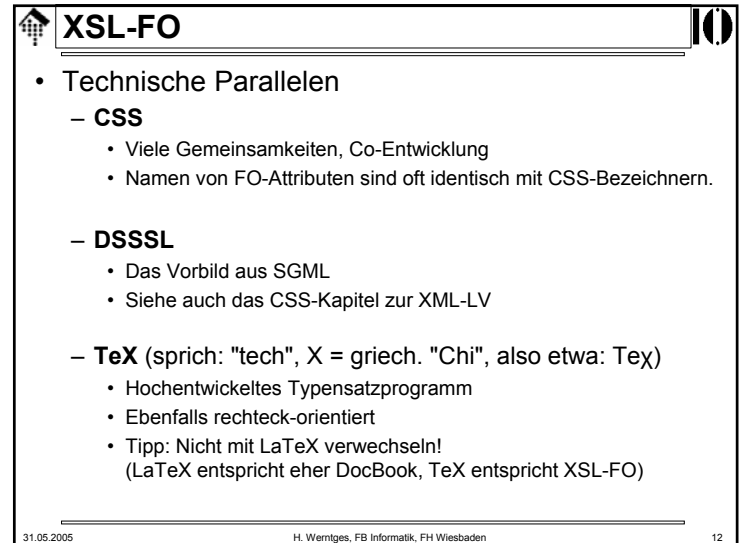 XSL-FO
• Technische Parallelen
– CSS
• Viele Gemeinsamkeiten, Co-Entwicklung
• Namen von FO-Attributen sind oft identisch mit CSS-Bezeichnern.
– DSSSL
• Das Vorbild aus SGML
• Siehe auch das CSS-Kapitel zur XML-LV
– TeX (sprich: "tech", X = griech. "Chi", also etwa: Teχ)
• Hochentwickeltes Typensatzprogramm
• Ebenfalls rechteck-orientiert
• Tipp: Nicht mit LaTeX verwechseln!
(LaTeX entspricht eher DocBook, TeX entspricht XSL-FO)
31.05.2005 H. Werntges, FB Informatik, FH Wiesbaden 12